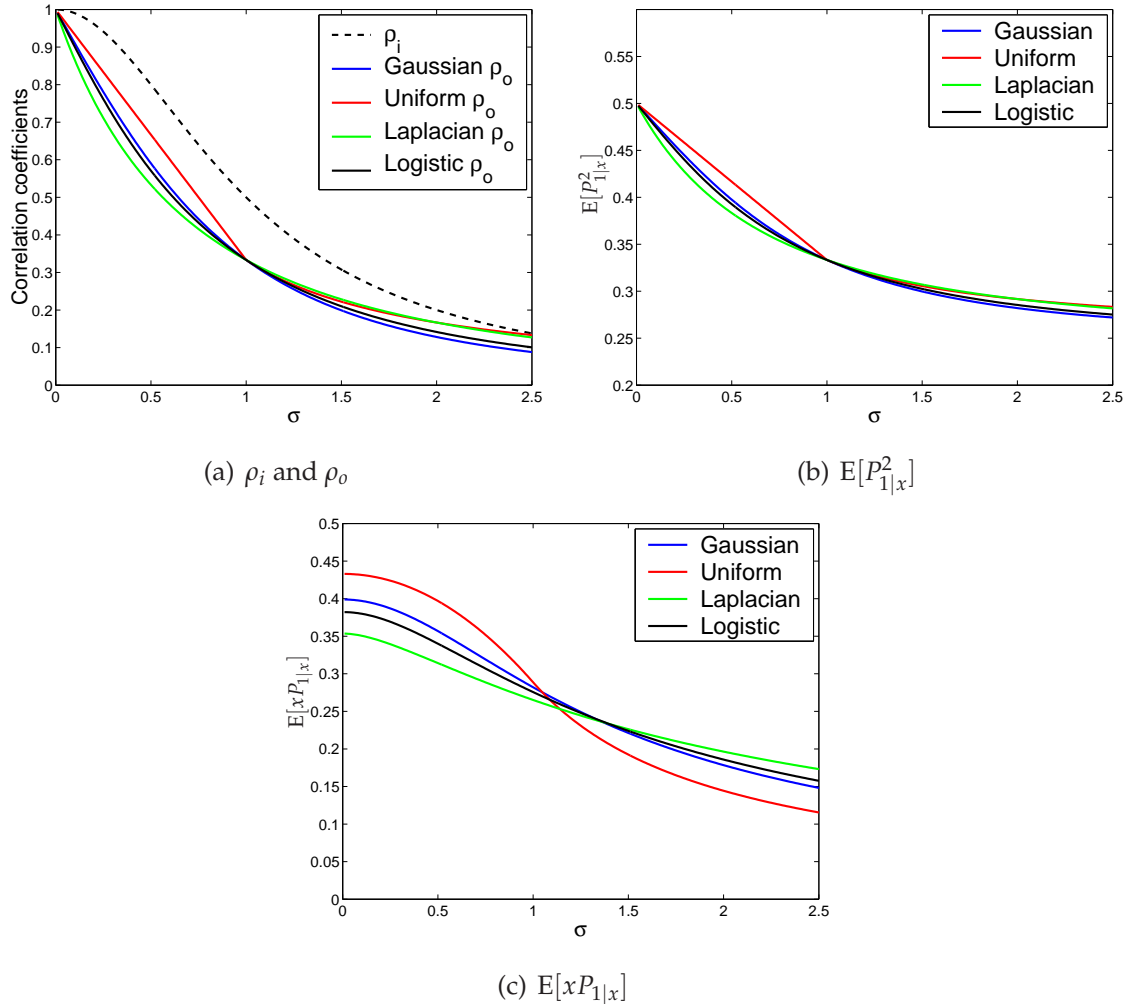 1
0.9
0.8
0.7
0.6
0.5
0.4
0.3
0.2
0.1
0
Correlation coefficients
0 0.5 1 1.5 2 2.5
σ
ρi
Gaussian ρo
Uniform ρo
Laplacian ρo
Logistic ρo
(a) ρi and ρo
0.55
0.5
0.45
0.4
0.35
0.3
0.25
0.2
E[P²1|x]
0 0.5 1 1.5 2 2.5
σ
Gaussian
Uniform
Laplacian
Logistic
(b) E[P²1|x]
0.5
0.45
0.4
0.35
0.3
0.25
0.2
0.15
0.1
0.05
0
E[xP1|x]
0 0.5 1 1.5 2 2.5
σ
Gaussian
Uniform
Laplacian
Logistic
(c) E[xP1|x]